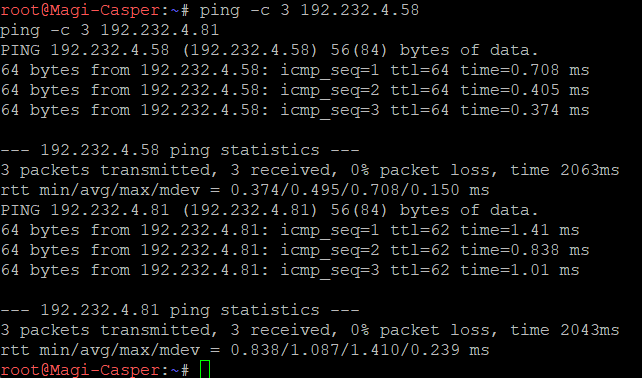 root@Magi-Casper:~# ping -c 3 192.232.4.58
ping -c 3 192.232.4.81
PING 192.232.4.58 (192.232.4.58) 56(84) bytes of data.
64 bytes from 192.232.4.58: icmp_seq=1 ttl=64 time=0.708 ms
64 bytes from 192.232.4.58: icmp_seq=2 ttl=64 time=0.405 ms
64 bytes from 192.232.4.58: icmp_seq=3 ttl=64 time=0.374 ms
--- 192.232.4.58 ping statistics ---
3 packets transmitted, 3 received, 0% packet loss, time 2063ms
rtt min/avg/max/mdev = 0.374/0.495/0.708/0.150 ms
PING 192.232.4.81 (192.232.4.81) 56(84) bytes of data.
64 bytes from 192.232.4.81: icmp_seq=1 ttl=62 time=1.41 ms
64 bytes from 192.232.4.81: icmp_seq=2 ttl=62 time=0.838 ms
64 bytes from 192.232.4.81: icmp_seq=3 ttl=62 time=1.01 ms
--- 192.232.4.81 ping statistics ---
3 packets transmitted, 3 received, 0% packet loss, time 2043ms
rtt min/avg/max/mdev = 0.838/1.087/1.410/0.239 ms
root@Magi-Casper:~#